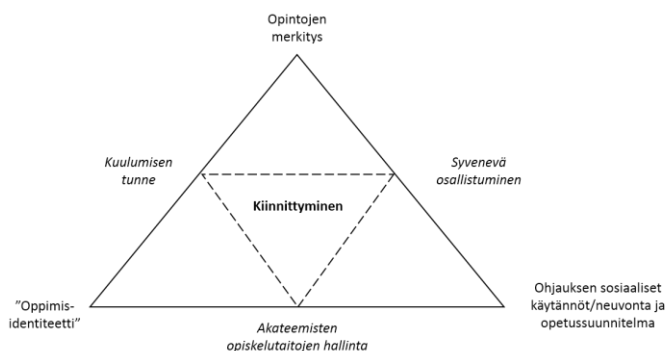 Opintojen
merkitys
Kuulumisen
tunne
Syvenevä
osallistuminen
Kiinnittyminen
”Oppimis-
identiteetti”
Akateemisten
opiskelutaitojen hallinta
Ohjauksen sosiaaliset
käytännöt/neuvonta ja
opetussuunnitelma